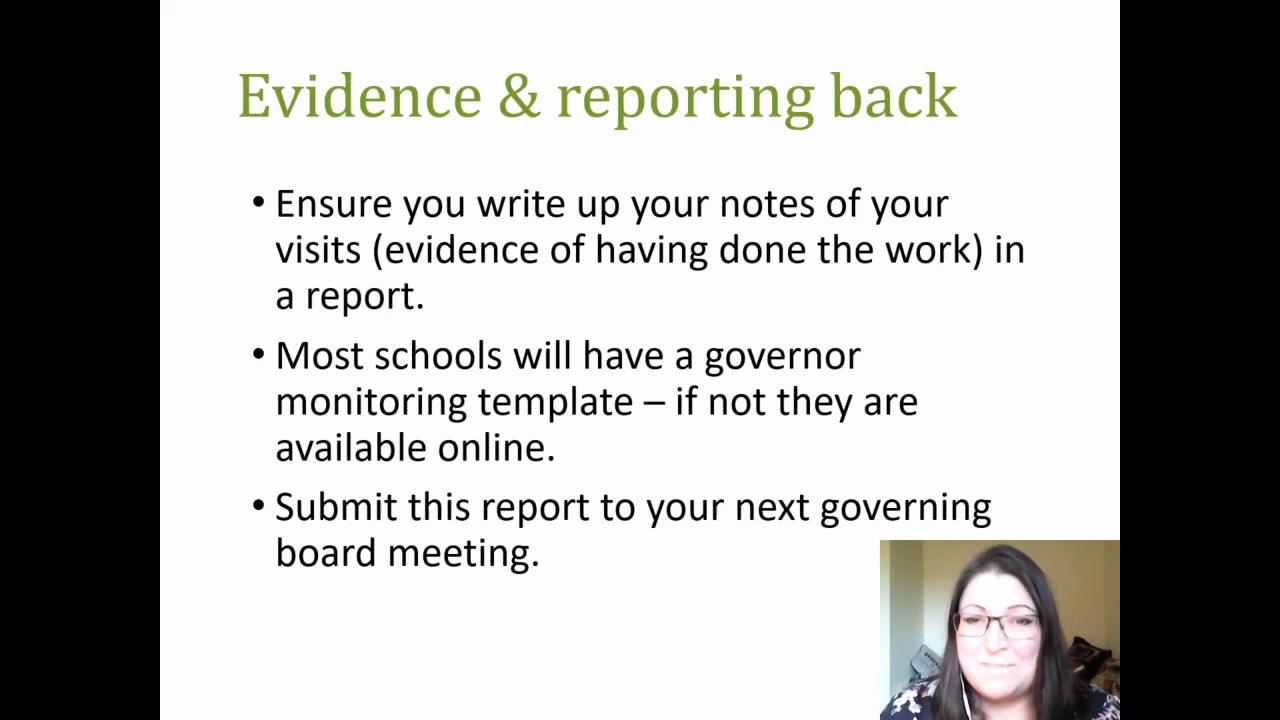 Evidence & reporting back
• Ensure you write up your notes of your
visits (evidence of having done the work) in
a report.
• Most schools will have a governor
monitoring template – if not they are
available online.
• Submit this report to your next governing
board meeting.